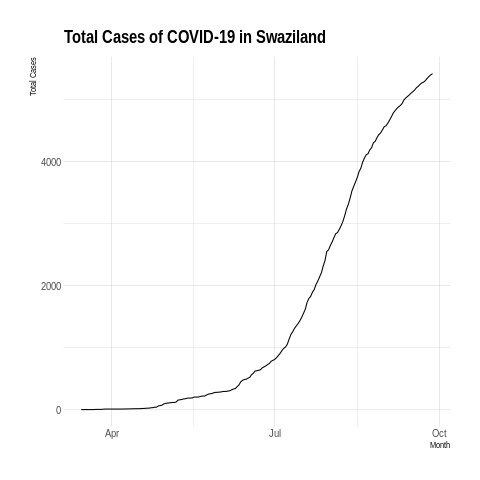 Total Cases of COVID-19 in Swaziland
Total Cases
4000
2000
0
Apr
Jul
Oct
Month